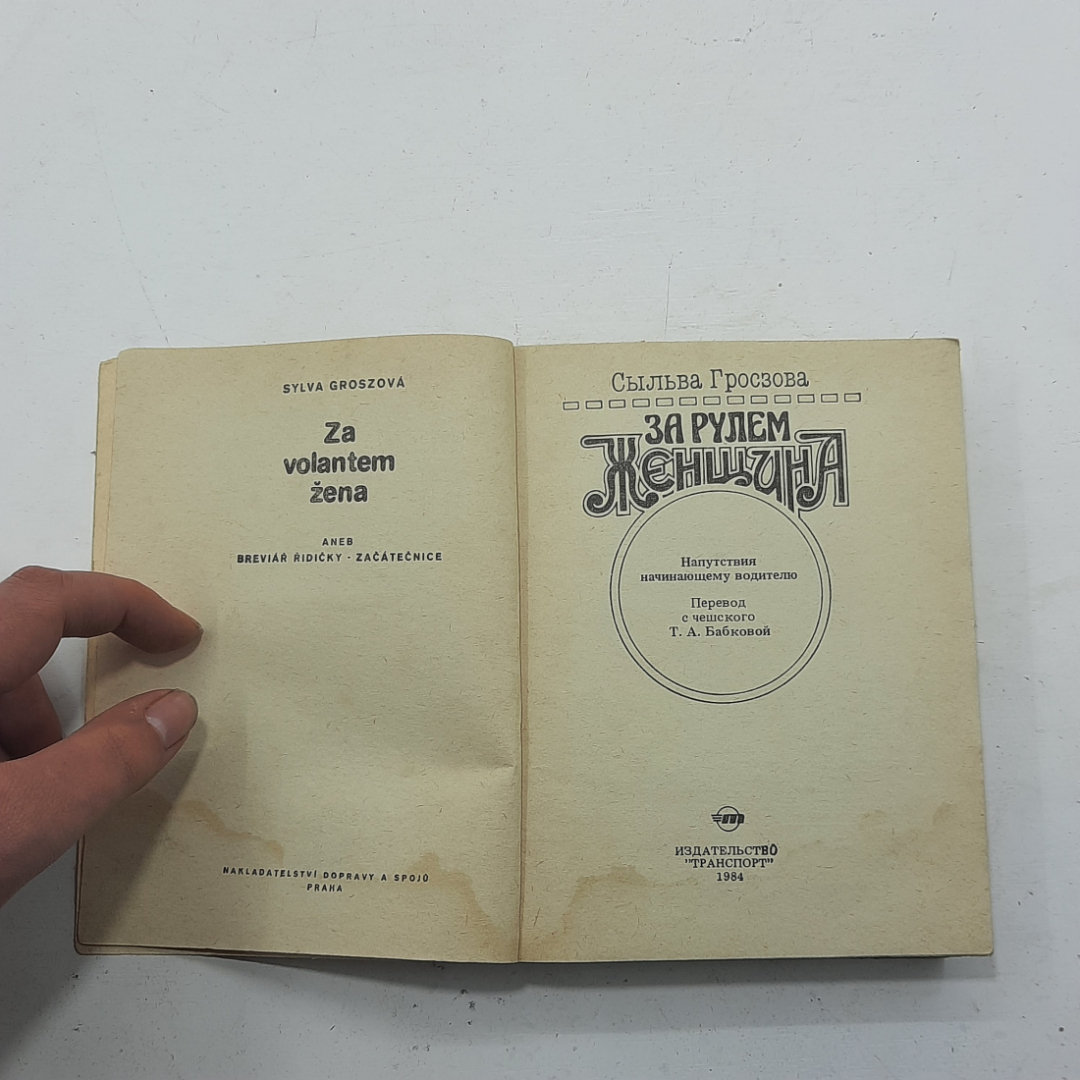 SYLVA GROSZOVÁ
Za
volantem
žena
ANEB
BREVIÁŘ ŘIDIČKY - ZAČÁTEČNICE
NAKLADATELSTVÍ DOPRAVY A SPOJŮ
PRAHA
Сыльва Гросзова
ЗА РУЛЕМ
ЖЕНЩИНА
Напутствия
начинающему водителю
Перевод
с чешского
Т. А. Бабковой
т
ИЗДАТЕЛЬСТВО
"ТРАНСПОРТ"
1984